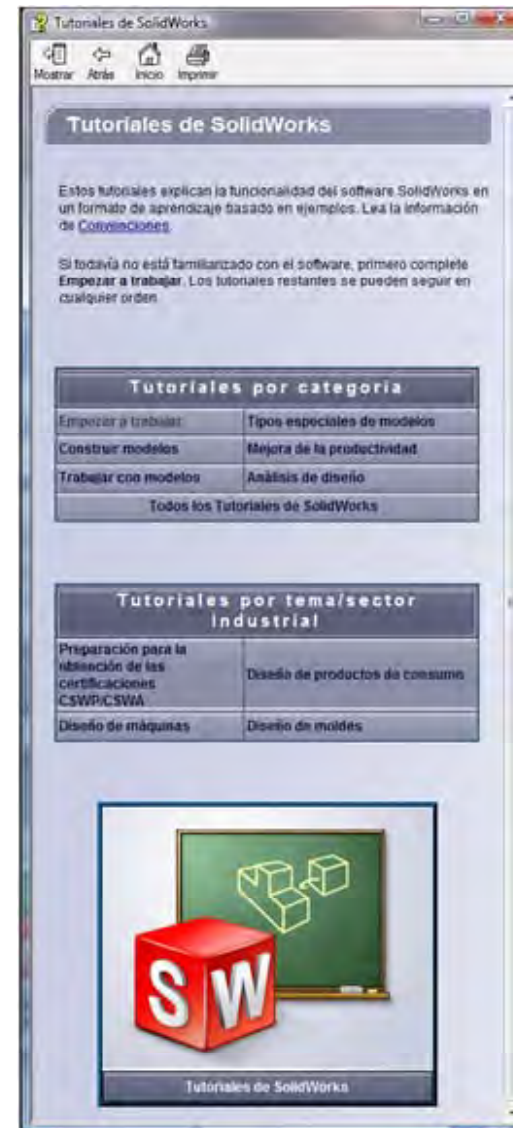 Tutoriales de SolidWorks
Mostrar Atrás Inicio Imprimir
Tutoriales de SolidWorks
Estos tutoriales explican la funcionalidad del software SolidWorks en
un formato de aprendizaje basado en ejemplos. Lea la información
de Convenciones.
Si todavía no está familiarizado con el software, primero complete
Empezar a trabajar. Los tutoriales restantes se pueden seguir en
cualquier orden.
Tutoriales por categoría
Empezar a trabajar Tipos especiales de modelos
Construir modelos Mejora de la productividad
Trabajar con modelos Análisis de diseño
Todos los Tutoriales de SolidWorks
Tutoriales por tema/sector
industrial
Preparación para la
obtención de las
certificaciones
CSWP/CSWA
Diseño de productos de consumo
Diseño de máquinas Diseño de moldes
S W
Tutoriales de SolidWorks